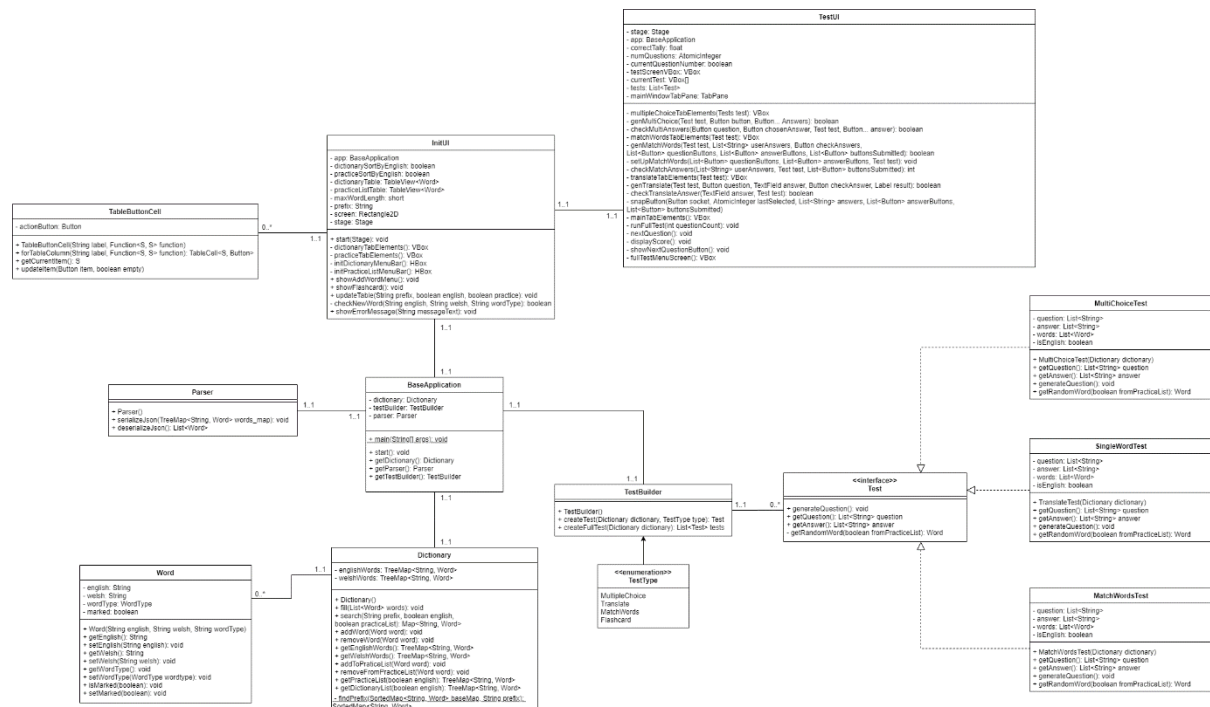 TestUI
- stage: Stage
- app: BaseApplication
- correctTally: float
- numQuestions: AtomicInteger
- currentQuestionNumber: boolean
- testScreenVBox: VBox
- currentTest: VBox[]
- tests: List<Test>
- mainWindowTabPane: TabPane
- multipleChoiceTabElements(Tests test): VBox
- genMultiChoice(Test test, Button button, Button... Answers): boolean
- checkMultiAnswers(Button question, Button chosenAnswer, Test test, Button... answer): boolean
- matchWordsTabElements(Test test): VBox
- genMatchWords(Test test, List<String> userAnswers, Button checkAnswers,
List<Button> questionButtons, List<Button> answerButtons, List<Button> buttonsSubmitted): boolean
- setUpMatchWords(List<Button> questionButtons, List<Button> answerButtons, Test test): void
- checkMatchAnswers(List<String> userAnswers, Test test, List<Button> buttonsSubmitted): int
- translateTabElements(Test test): VBox
- genTranslate(Test test, Button question, TextField answer, Button checkAnswer, Label result): boolean
- checkTranslateAnswer(TextField answer, Test test): boolean
- snapButton(Button socket, AtomicInteger lastSelected, List<String> answers, List<Button> answerButtons,
List<Button> buttonsSubmitted)
- mainTabElements(): VBox
- runFullTest(int questionCount): void
- nextQuestion(): void
- displayScore(): void
- showNextQuestionButton(): void
- fullTestMenuScreen(): VBox
InitUI
- app: BaseApplication
- dictionarySortByEnglish: boolean
- practiceSortByEnglish: boolean
- dictionaryTable: TableView<Word>
- practiceListTable: TableView<Word>
- maxWordLength: short
- prefix: String
- screen: Rectangle2D
- stage: Stage
+ start(Stage): void
- dictionaryTabElements(): VBox
- practiceTabElements(): VBox
- initDictionaryMenuBar(): HBox
- initPracticeListMenuBar(): HBox
+ showAddWordMenu(): void
+ showFlashcard(): void
+ updateTable(String prefix, boolean english, boolean practice): void
- checkNewWord(String english, String welsh, String wordType): boolean
+ showErrorMessage(String messageText): void
1..1
1..1
TableButtonCell
- actionButton: Button
+ TableButtonCell(String label, Function<S, S> function)
+ forTableColumn(String label, Function<S, S> function): TableCell<S, Button>
+ getCurrentItem(): S
+ updateItem(Button item, boolean empty)
0..*
1..1
1..1
1..1
Parser
+ Parser()
+ serializeJson(TreeMap<String, Word> words_map): void
+ deserializeJson(): List<Word>
1..1
1..1
BaseApplication
- dictionary: Dictionary
- testBuilder: TestBuilder
- parser: Parser
+ main(String[] args): void
+ start(): void
+ getDictionary(): Dictionary
+ getParser(): Parser
+ getTestBuilder(): TestBuilder
1..1
1..1
1..1
1..1
Word
- english: String
- welsh: String
- wordType: WordType
- marked: boolean
+ Word(String english, String welsh, String wordType)
+ getEnglish(): String
+ setEnglish(String english): void
+ getWelsh(): String
+ setWelsh(String welsh): void
+ getWordType(): void
+ setWordType(WordType wordtype): void
+ isMarked(boolean): void
+ setMarked(boolean): void
0..*
1..1
Dictionary
- englishWords: TreeMap<String, Word>
- welshWords: TreeMap<String, Word>
+ Dictionary()
+ fill(List<Word> words): void
+ search(String prefix, boolean english,
boolean practiceList): Map<String, Word>
+ addWord(Word word): void
+ removeWord(Word word): void
+ getEnglishWords(): TreeMap<String, Word>
+ getWelshWords(): TreeMap<String, Word>
+ addToPraticeList(Word word): void
+ removeFromPracticeList(Word word): void
+ getPracticeList(boolean english): TreeMap<String, Word>
+ getDictionaryList(boolean english): TreeMap<String, Word>
- findPrefix(SortedMap<String, Word> baseMap, String prefix):
SortedMap<String, Word>
TestBuilder
+ TestBuilder()
+ createTest(Dictionary dictionary, TestType type): Test
+ createFullTest(Dictionary dictionary): List<Test> tests
1..1
0..*
<<enumeration>>
TestType
MultipleChoice
Translate
MatchWords
Flashcard
<<interface>>
Test
+ generateQuestion(): void
+ getQuestion(): List<String> question
+ getAnswer(): List<String> answer
- getRandomWord(boolean fromPracticeList): Word
MultiChoiceTest
- question: List<String>
- answer: List<String>
- words: List<Word>
- isEnglish: boolean
+ MultiChoiceTest(Dictionary dictionary)
+ getQuestion(): List<String> question
+ getAnswer(): List<String> answer
+ generateQuestion(): void
+ getRandomWord(boolean fromPracticeList): Word
SingleWordTest
- question: List<String>
- answer: List<String>
- words: List<Word>
- isEnglish: boolean
+ TranslateTest(Dictionary dictionary)
+ getQuestion(): List<String> question
+ getAnswer(): List<String> answer
+ generateQuestion(): void
+ getRandomWord(boolean fromPracticeList): Word
MatchWordsTest
- question: List<String>
- answer: List<String>
- words: List<Word>
- isEnglish: boolean
+ MatchWordsTest(Dictionary dictionary)
+ getQuestion(): List<String> question
+ getAnswer(): List<String> answer
+ generateQuestion(): void
+ getRandomWord(boolean fromPracticeList): Word